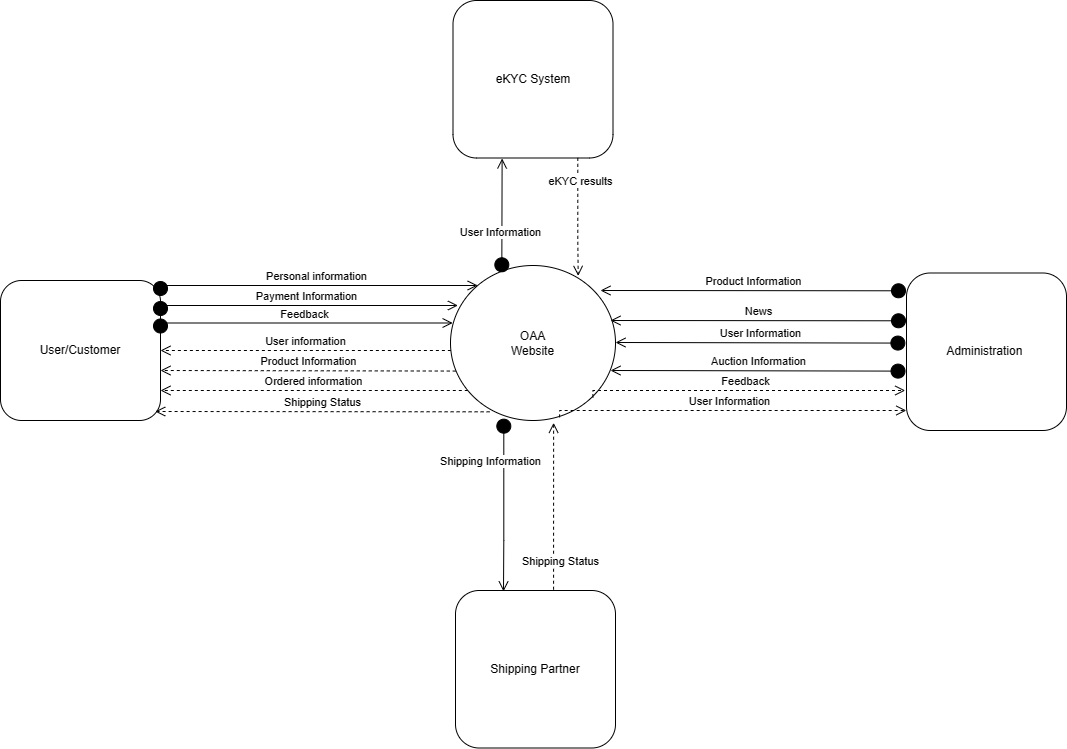 eKYC System
eKYC results
User Information
Personal information
Payment Information
Feedback
User information
Product Information
Ordered information
Shipping Status
User/Customer
OAA
Website
Product Information
News
User Information
Auction Information
Feedback
User Information
Administration
Shipping Information
Shipping Status
Shipping Partner